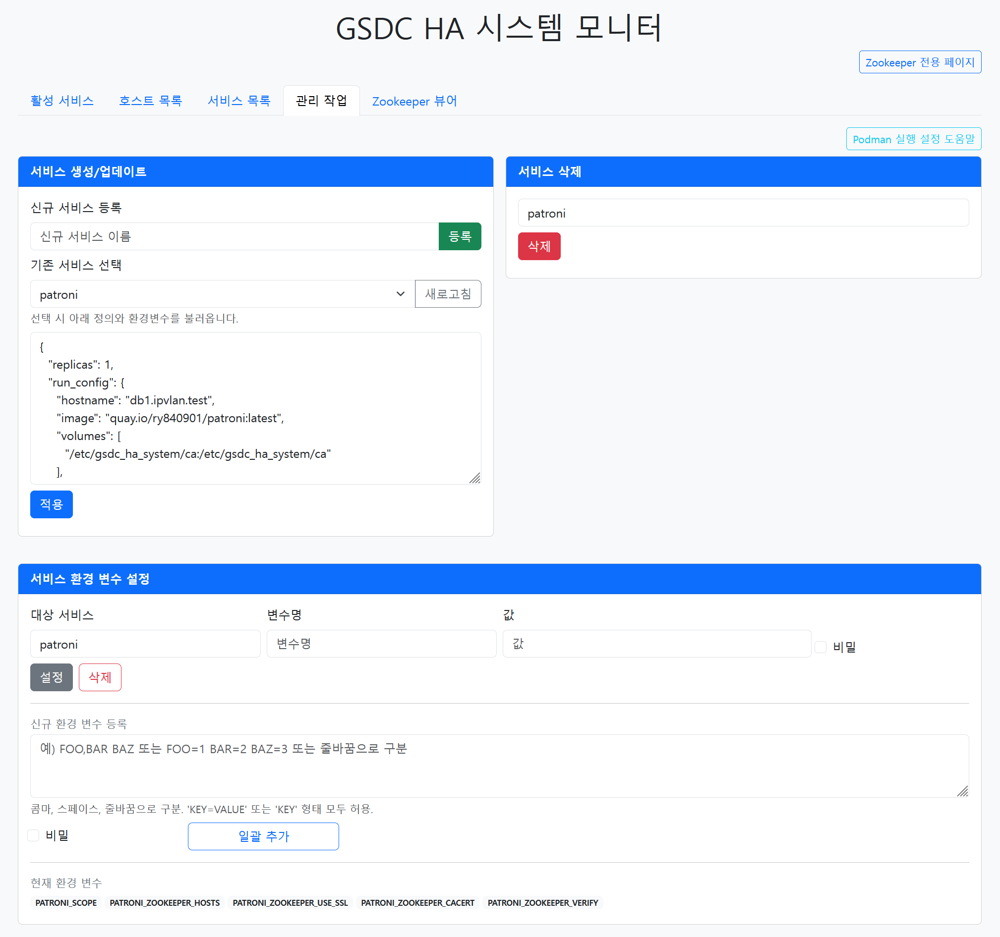 GSDC HA 시스템 모니터
Zookeeper 전용 페이지
활성 서비스 호스트 목록 서비스 목록 관리 작업 Zookeeper 뷰어
Podman 실행 설정 도움말
서비스 생성/업데이트
신규 서비스 등록
신규 서비스 이름 등록
기존 서비스 선택
patroni 새로고침
선택 시 아래 정의와 환경변수를 불러옵니다.
{
"replicas": 1,
"run_config": {
"hostname": "db1.ipvlan.test",
"image": "quay.io/ry840901/patroni:latest",
"volumes": [
"/etc/gsdc_ha_system/ca:/etc/gsdc_ha_system/ca"
],
적용
서비스 삭제
patroni
삭제
서비스 환경 변수 설정
대상 서비스 변수명 값
patroni 변수명 값 비밀
설정 삭제
신규 환경 변수 등록
예) FOO,BAR BAZ 또는 FOO=1 BAR=2 BAZ=3 또는 줄바꿈으로 구분
콤마, 스페이스, 줄바꿈으로 구분. 'KEY=VALUE' 또는 'KEY' 형태 모두 허용.
비밀 일괄 추가
현재 환경 변수
PATRONI_SCOPE PATRONI_ZOOKEEPER_HOSTS PATRONI_ZOOKEEPER_USE_SSL PATRONI_ZOOKEEPER_CACERT PATRONI_ZOOKEEPER_VERIFY